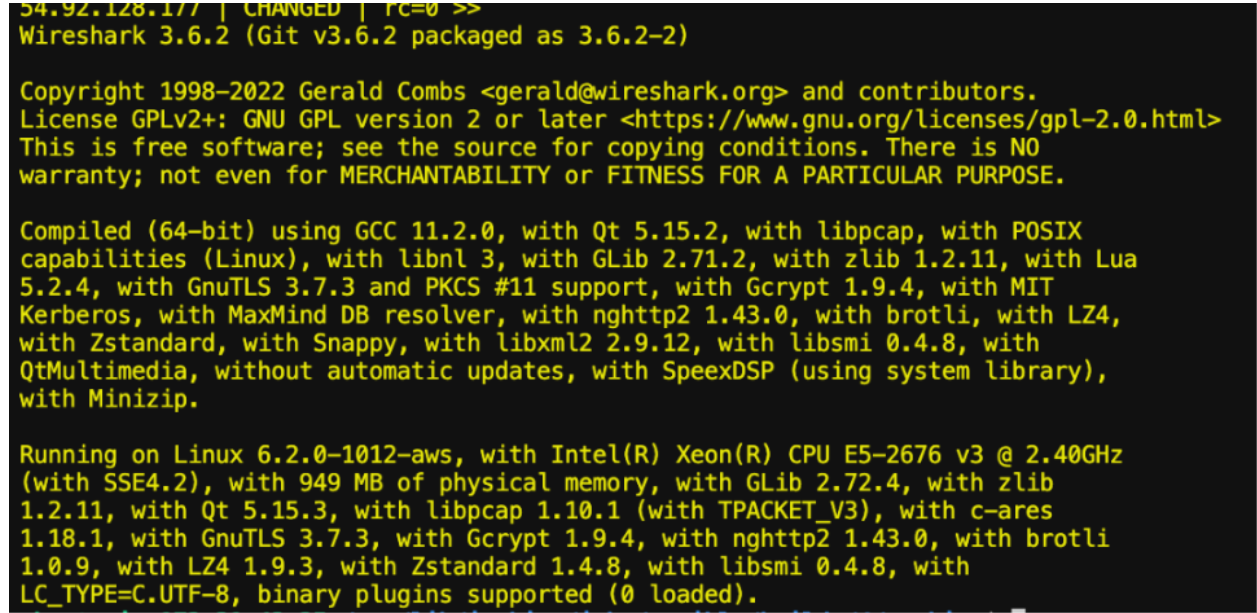 54.92.128.177 | CHANGED | rc=0 >>
Wireshark 3.6.2 (Git v3.6.2 packaged as 3.6.2-2)
Copyright 1998-2022 Gerald Combs <gerald@wireshark.org> and contributors.
License GPLv2+: GNU GPL version 2 or later <https://www.gnu.org/licenses/gpl-2.0.html>
This is free software; see the source for copying conditions. There is NO
warranty; not even for MERCHANTABILITY or FITNESS FOR A PARTICULAR PURPOSE.
Compiled (64-bit) using GCC 11.2.0, with Qt 5.15.2, with libpcap, with POSIX
capabilities (Linux), with libnl 3, with GLib 2.71.2, with zlib 1.2.11, with Lua
5.2.4, with GnuTLS 3.7.3 and PKCS #11 support, with Gcrypt 1.9.4, with MIT
Kerberos, with MaxMind DB resolver, with nghttp2 1.43.0, with brotli, with LZ4,
with Zstandard, with Snappy, with libxml2 2.9.12, with libsmi 0.4.8, with
QtMultimedia, without automatic updates, with SpeexDSP (using system library),
with Minizip.
Running on Linux 6.2.0-1012-aws, with Intel(R) Xeon(R) CPU E5-2676 v3 @ 2.40GHz
(with SSE4.2), with 949 MB of physical memory, with GLib 2.72.4, with zlib
1.2.11, with Qt 5.15.3, with libpcap 1.10.1 (with TPACKET_V3), with c-ares
1.18.1, with GnuTLS 3.7.3, with Gcrypt 1.9.4, with nghttp2 1.43.0, with brotli
1.0.9, with LZ4 1.9.3, with Zstandard 1.4.8, with libsmi 0.4.8, with
LC_TYPE=C.UTF-8, binary plugins supported (0 loaded).